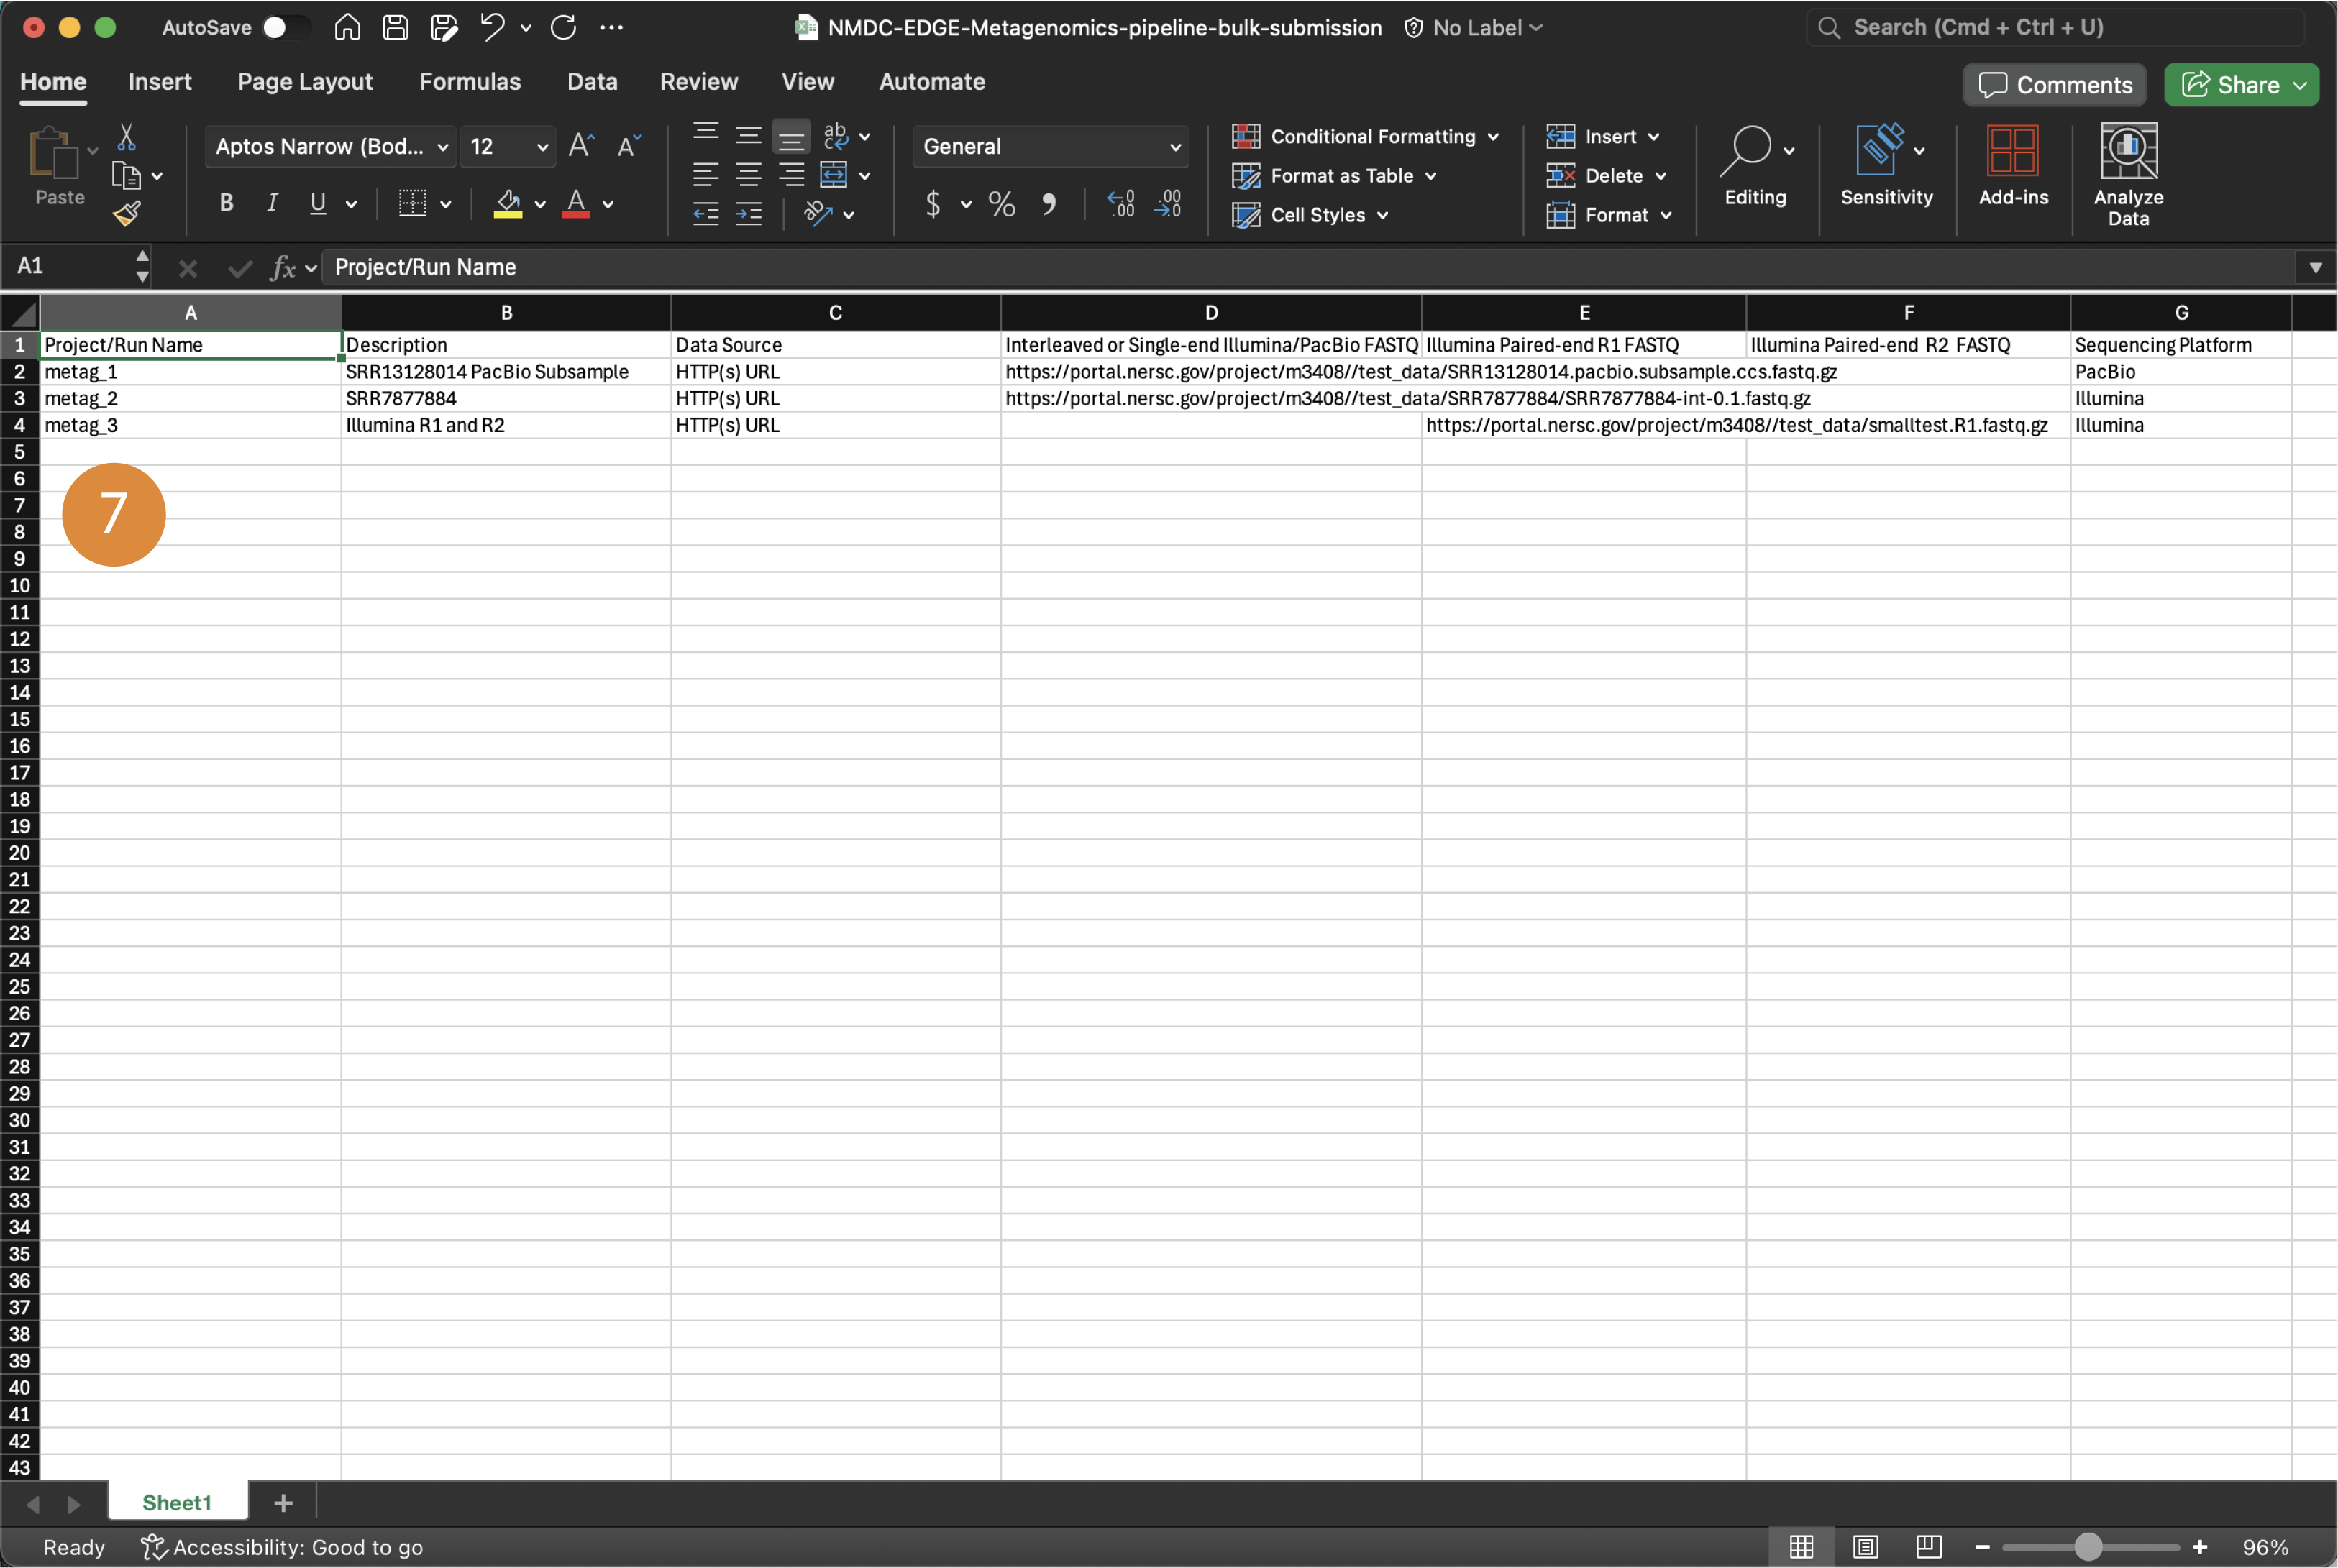 AutoSave
NMDC-EDGE-Metagenomics-pipeline-bulk-submission
No Label
Search (Cmd + Ctrl + U)
Home Insert Page Layout Formulas Data Review View Automate
Comments Share
Paste
Aptos Narrow (Bod... 12
B I U
General
$ % ,
Conditional Formatting
Format as Table
Cell Styles
Insert
Delete
Format
Editing
Sensitivity
Add-ins
Analyze
Data
A1 fx Project/Run Name
A B C D E F G
1 Project/Run Name Description Data Source Interleaved or Single-end Illumina/PacBio FASTQ Illumina Paired-end R1 FASTQ Illumina Paired-end R2 FASTQ Sequencing Platform
2 metag_1 SRR13128014 PacBio Subsample HTTP(s) URL https://portal.nersc.gov/project/m3408//test_data/SRR13128014.pacbio.subsample.ccs.fastq.gz PacBio
3 metag_2 SRR7877884 HTTP(s) URL https://portal.nersc.gov/project/m3408//test_data/SRR7877884/SRR7877884-int-0.1.fastq.gz Illumina
4 metag_3 Illumina R1 and R2 HTTP(s) URL https://portal.nersc.gov/project/m3408//test_data/smalltest.R1.fastq.gz Illumina
5
6
7
7
8
9
10
11
12
13
14
15
16
17
18
19
20
21
22
23
24
25
26
27
28
29
30
31
32
33
34
35
36
37
38
39
40
41
42
43
Sheet1 +
Ready Accessibility: Good to go 96%